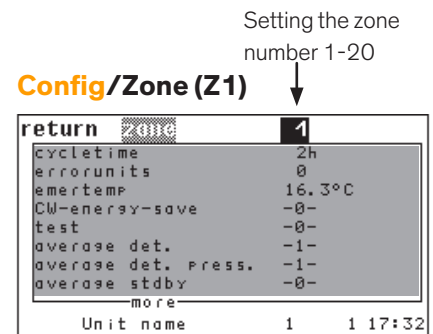 Setting the zone
number 1-20
Config/Zone (Z1)
return zone 1
cycletime 2h
errorunits 0
emertemp 16.3°C
CW-energy-save -0-
test -0-
average det. -1-
average det. press. -1-
average stdby -0-
more
Unit name 1 1 17:32